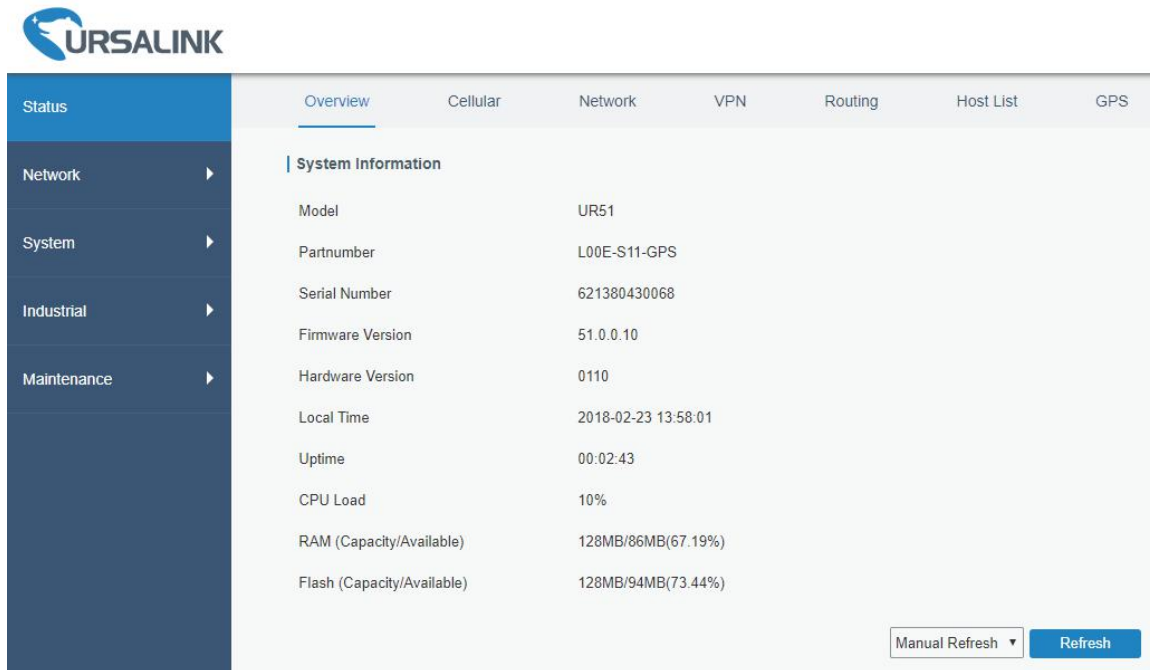 URSALINK
Status
Overview Cellular Network VPN Routing Host List GPS
Network
System
Industrial
Maintenance
System Information
Model UR51
Partnumber L00E-S11-GPS
Serial Number 621380430068
Firmware Version 51.0.0.10
Hardware Version 0110
Local Time 2018-02-23 13:58:01
Uptime 00:02:43
CPU Load 10%
RAM (Capacity/Available) 128MB/86MB(67.19%)
Flash (Capacity/Available) 128MB/94MB(73.44%)
Manual Refresh Refresh